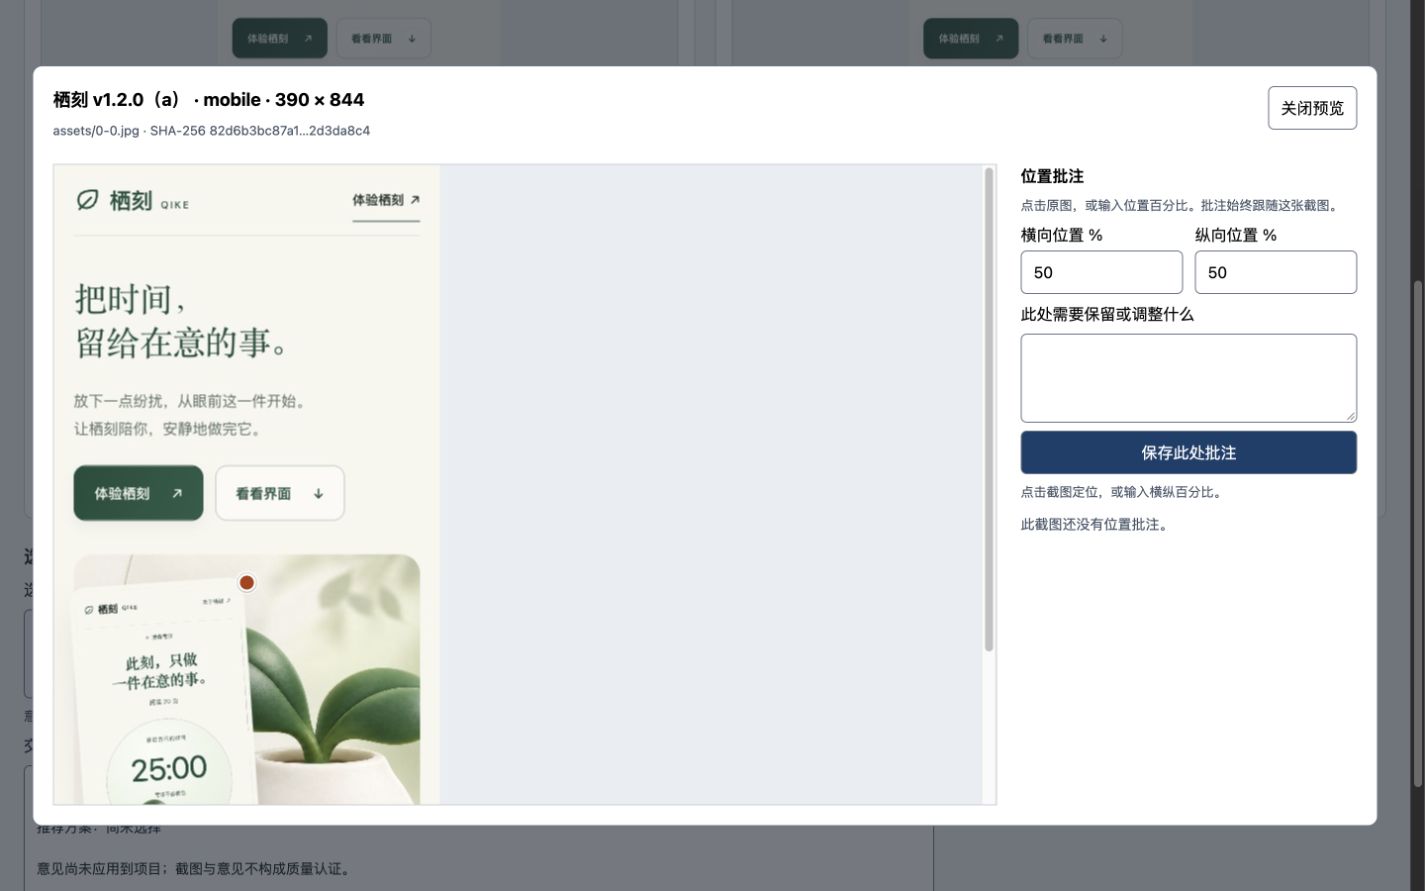 体验栖刻 ↗
看看界面 ↓
体验栖刻 ↗
看看界面 ↓
栖刻 v1.2.0（a） · mobile · 390 × 844
assets/0-0.jpg · SHA-256 82d6b3bc87a1…2d3da8c4
关闭预览
栖刻 QIKE
体验栖刻 ↗
把时间，
留给在意的事。
放下一点纷扰，从眼前这一件开始。
让栖刻陪你，安静地做完它。
体验栖刻 ↗
看看界面 ↓
栖刻 QIKE
此刻，只做
一件在意的事。
25:00
位置批注
点击原图，或输入位置百分比。批注始终跟随这张截图。
横向位置 %
纵向位置 %
50
50
此处需要保留或调整什么
保存此处批注
点击截图定位，或输入横纵百分比。
此截图还没有位置批注。
推荐方案：尚未选择
意见尚未应用到项目；截图与意见不构成质量认证。